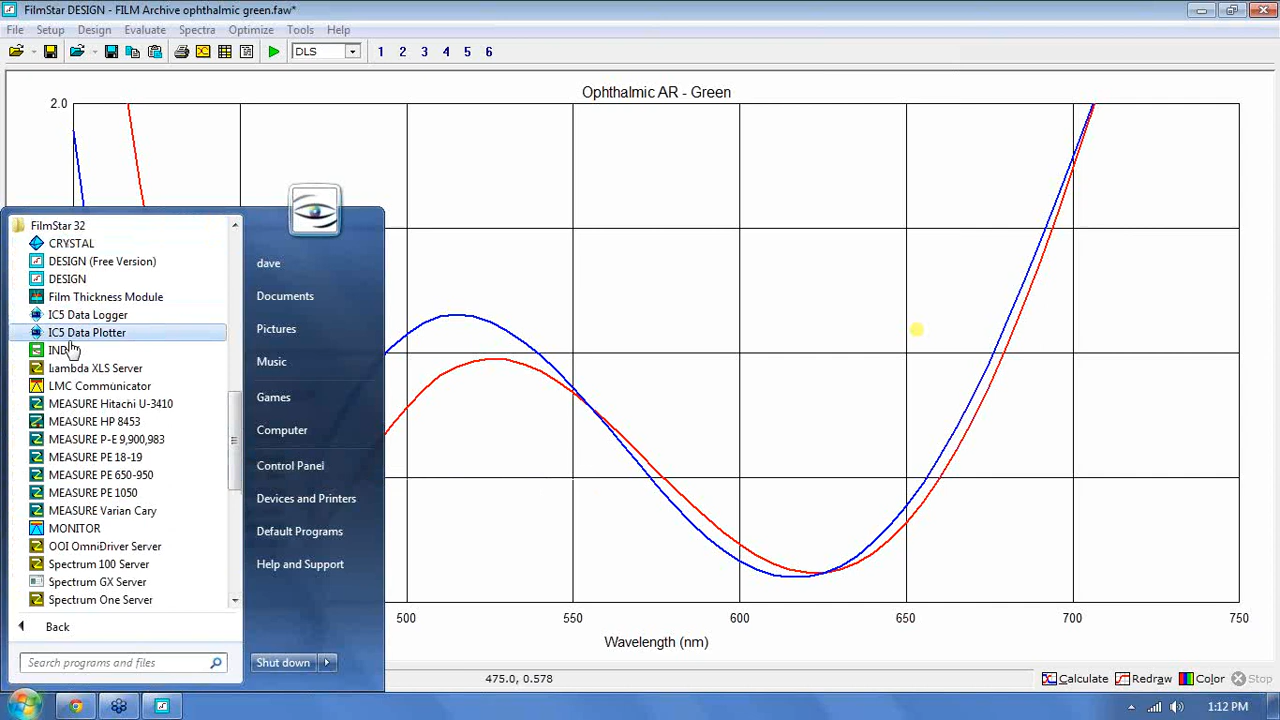 FilmStar DESIGN - FILM Archive ophthalmic green.faw*
File Setup Design Evaluate Spectra Optimize Tools Help
DLS 1 2 3 4 5 6
Ophthalmic AR - Green
2.0
FilmStar 32
CRYSTAL
DESIGN (Free Version)
DESIGN
Film Thickness Module
IC5 Data Logger
IC5 Data Plotter
Lambda XLS Server
LMC Communicator
MEASURE Hitachi U-3410
MEASURE HP 8453
MEASURE P-E 9,900,983
MEASURE PE 18-19
MEASURE PE 650-950
MEASURE PE 1050
MEASURE Varian Cary
MONITOR
OOI OmniDriver Server
Spectrum 100 Server
Spectrum GX Server
Spectrum One Server
Back
Search programs and files
dave
Documents
Pictures
Music
Games
Computer
Control Panel
Devices and Printers
Default Programs
Help and Support
Shut down
500 550 600 650 700 750
Wavelength (nm)
475.0, 0.578
Calculate Redraw Color Stop
1:12 PM